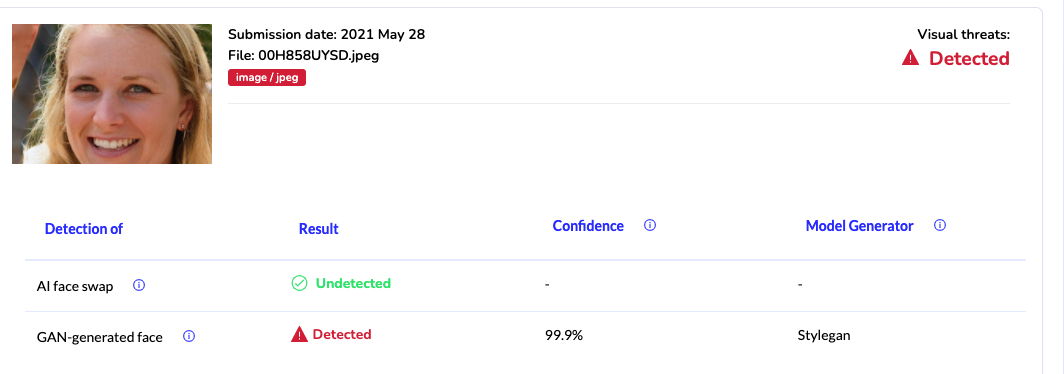 Submission date: 2021 May 28
Visual threats:
File: 00H858UYSD.jpeg
Detected
image / jpeg
Detection of
Result
Confidence
Model Generator
AI face swap
Undetected
-
-
GAN-generated face
Detected
99.9%
Stylegan